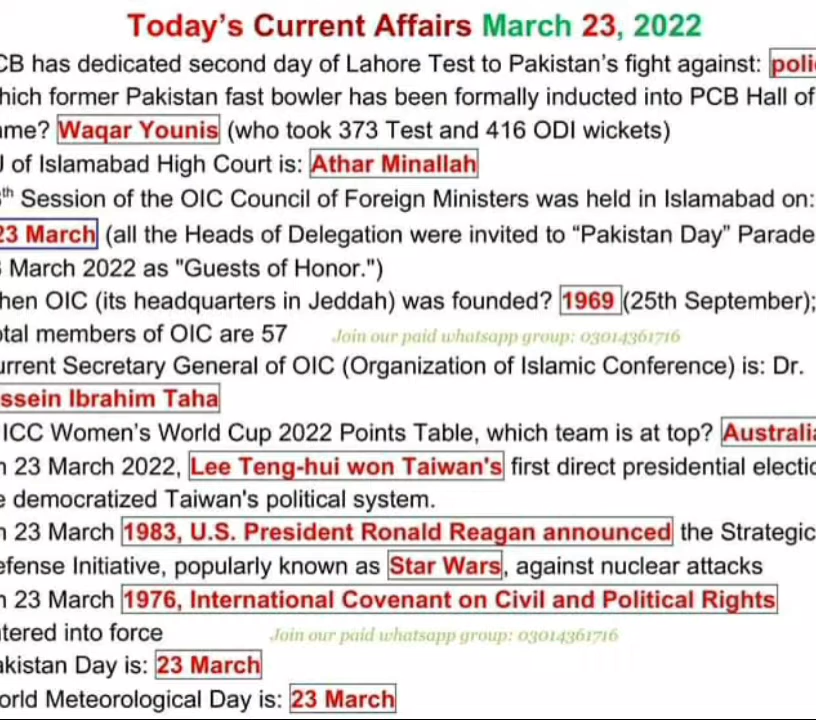 Today's Current Affairs March 23, 2022
CB has dedicated second day of Lahore Test to Pakistan's fight against: poli
hich former Pakistan fast bowler has been formally inducted into PCB Hall of
ame? Waqar Younis (who took 373 Test and 416 ODI wickets)
J of Islamabad High Court is: Athar Minallah
th Session of the OIC Council of Foreign Ministers was held in Islamabad on:
23 March (all the Heads of Delegation were invited to “Pakistan Day” Parade
March 2022 as "Guests of Honor.")
hen OIC (its headquarters in Jeddah) was founded? 1969 (25th September);
otal members of OIC are 57 Join our paid whatsapp group: 03014361716
urrent Secretary General of OIC (Organization of Islamic Conference) is: Dr.
ssein Ibrahim Taha
ICC Women's World Cup 2022 Points Table, which team is at top? Australia
n 23 March 2022, Lee Teng-hui won Taiwan's first direct presidential electio
e democratized Taiwan's political system.
n 23 March 1983, U.S. President Ronald Reagan announced the Strategic
efense Initiative, popularly known as Star Wars, against nuclear attacks
n 23 March 1976, International Covenant on Civil and Political Rights
ntered into force Join our paid whatsapp group: 03014361716
akistan Day is: 23 March
orld Meteorological Day is: 23 March